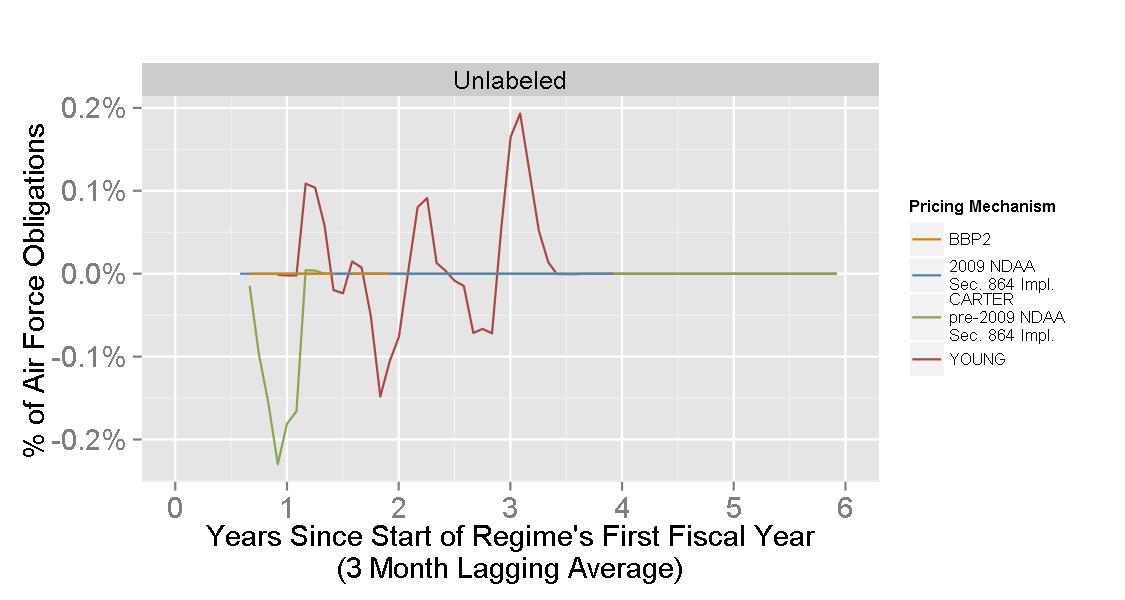 Unlabeled
0.2%
0.1%
0.0%
-0.1%
-0.2%
% of Air Force Obligations
0 1 2 3 4 5 6
Years Since Start of Regime's First Fiscal Year
(3 Month Lagging Average)
Pricing Mechanism
BBP2
2009 NDAA
Sec. 864 Impl.
CARTER
pre-2009 NDAA
Sec. 864 Impl.
YOUNG